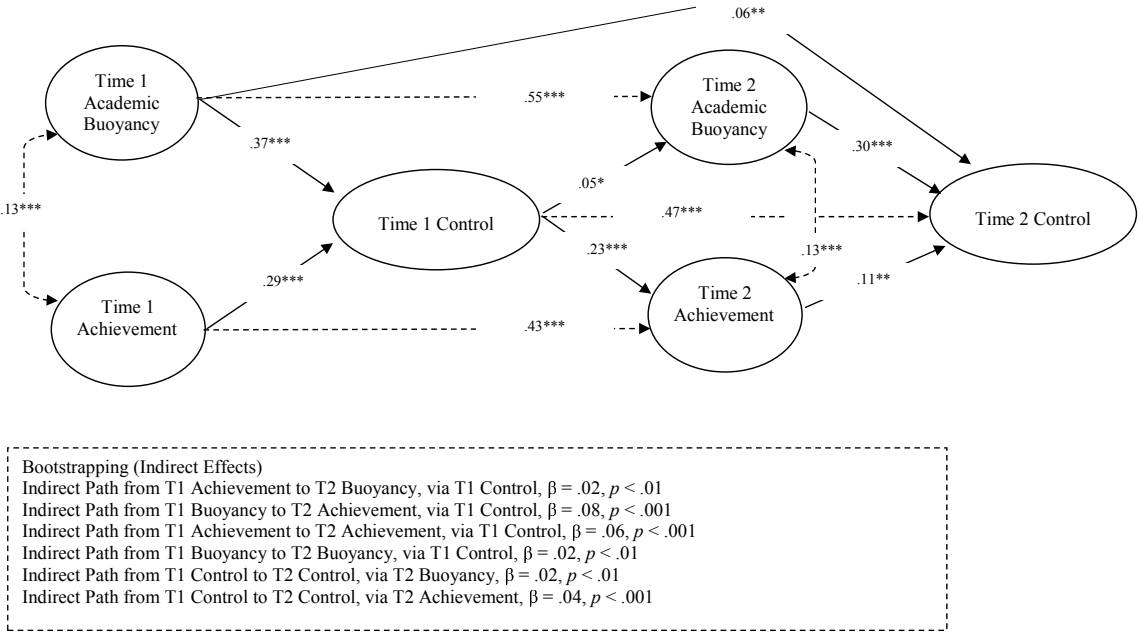 .06**
Time 1
Academic
Buoyancy
Time 2
Academic
Buoyancy
.55***
.37***
.30***
.05*
.13***
Time 1 Control
.47***
Time 2 Control
.23***
.13***
.29***
.11**
Time 1
Achievement
Time 2
Achievement
.43***
Bootstrapping (Indirect Effects)
Indirect Path from T1 Achievement to T2 Buoyancy, via T1 Control, β = .02, p < .01
Indirect Path from T1 Buoyancy to T2 Achievement, via T1 Control, β = .08, p < .001
Indirect Path from T1 Achievement to T2 Achievement, via T1 Control, β = .06, p < .001
Indirect Path from T1 Buoyancy to T2 Buoyancy, via T1 Control, β = .02, p < .01
Indirect Path from T1 Control to T2 Control, via T2 Buoyancy, β = .02, p < .01
Indirect Path from T1 Control to T2 Control, via T2 Achievement, β = .04, p < .001